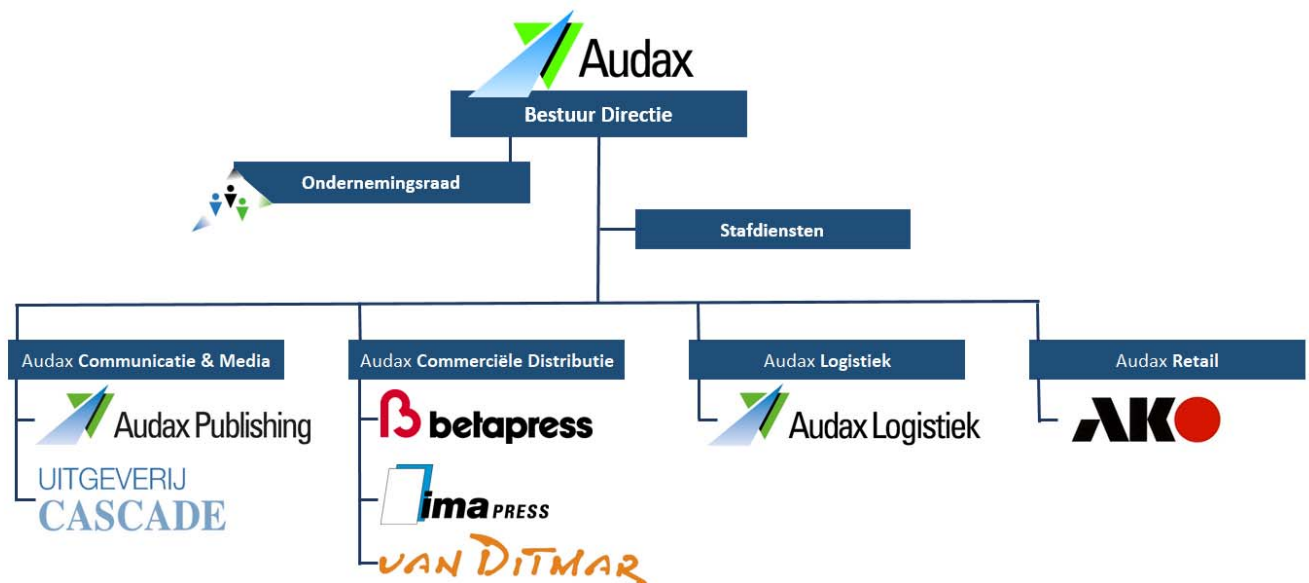 Audax
Bestuur Directie
Ondernemingsraad
Stafdiensten
Audax Communicatie & Media
Audax Commerciële Distributie
Audax Logistiek
Audax Retail
Audax Publishing
betapress
Audax Logistiek
AKO
UITGEVERIJ
CASCADE
ima PRESS
VAN DITMAR